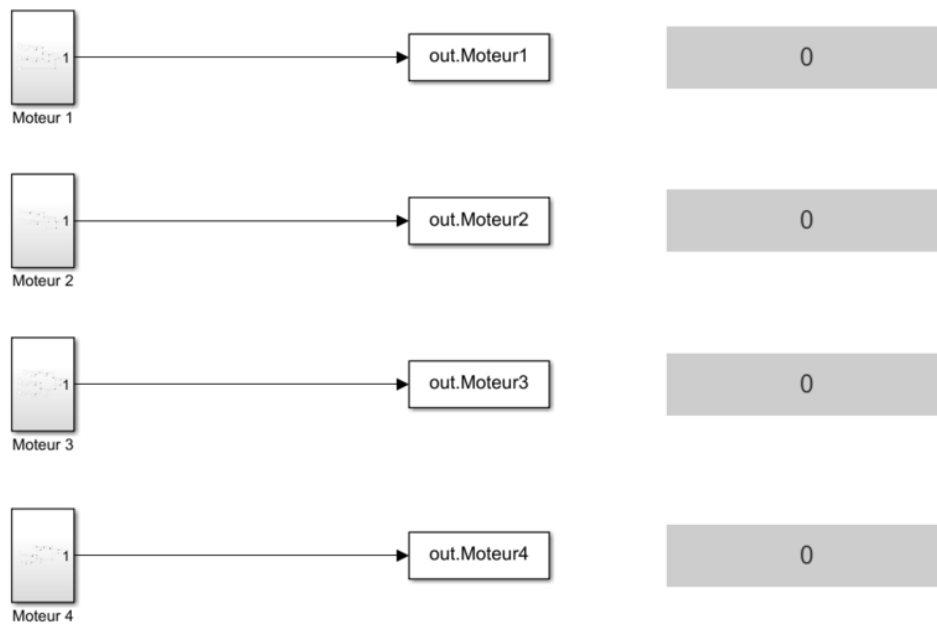 1
out.Moteur1
0
Moteur 1
1
out.Moteur2
0
Moteur 2
1
out.Moteur3
0
Moteur 3
1
out.Moteur4
0
Moteur 4